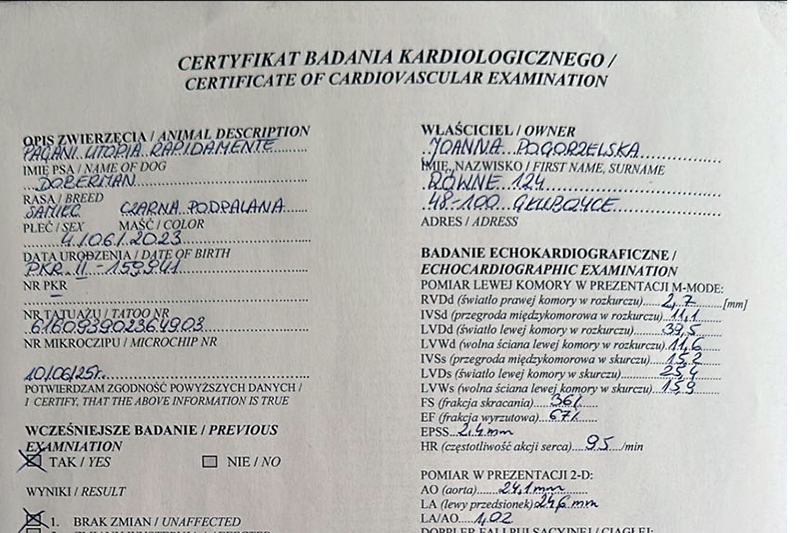 CERTYFIKAT BADANIA KARDIOLOGICZNEGO /
CERTIFICATE OF CARDIOVASCULAR EXAMINATION
OPIS ZWIERZĘCIA / ANIMAL DESCRIPTION
PAGANI UTOPIA RAPIDAMENTE
IMIĘ PSA / NAME OF DOG
DOBERMAN
RASA / BREED
SAMIEC CZARNA PODPALANA
PŁEĆ / SEX MAŚĆ / COLOR
4/06/2023
DATA URODZENIA / DATE OF BIRTH
PKR. II - 159941
NR PKR
-
NR TATUAŻU / TATOO NR
616093902364903
NR MIKROCZIPU / MICROCHIP NR
10/06/25r.
POTWIERDZAM ZGODNOŚĆ POWYŻSZYCH DANYCH /
I CERTIFY, THAT THE ABOVE INFORMATION IS TRUE
WCZEŚNIEJSZE BADANIE / PREVIOUS
EXAMNIATION
TAK / YES NIE / NO
WYNIKI / RESULT
1. BRAK ZMIAN / UNAFFECTED
WŁAŚCICIEL / OWNER
JOANNA POGORZELSKA
IMIĘ, NAZWISKO / FIRST NAME, SURNAME
RÓWNE 124
48-100 GŁUBCZYCE
ADRES / ADRESS
BADANIE ECHOKARDIOGRAFICZNE /
ECHOCARDIOGRAPHIC EXAMINATION
POMIAR LEWEJ KOMORY W PREZENTACJI M-MODE:
RVDd (światło prawej komory w rozkurczu) 2,7 [mm]
IVSd (przegroda międzykomorowa w rozkurczu) 11,1
LVDd (światło lewej komory w rozkurczu) 39,5
LVWd (wolna ściana lewej komory w rozkurczu) 11,6
IVSs (przegroda międzykomorowa w skurczu) 15,2
LVDs (światło lewej komory w skurczu) 25,4
LVWs (wolna ściana lewej komory w skurczu) 15,9
FS (frakcja skracania) 36%
EF (frakcja wyrzutowa) 67%
EPSS 2,4 mm
HR (częstotliwość akcji serca) 95 /min
POMIAR W PREZENTACJI 2-D:
AO (aorta) 24,1 mm
LA (lewy przedsionek) 24,6 mm
LA/AO 1,02